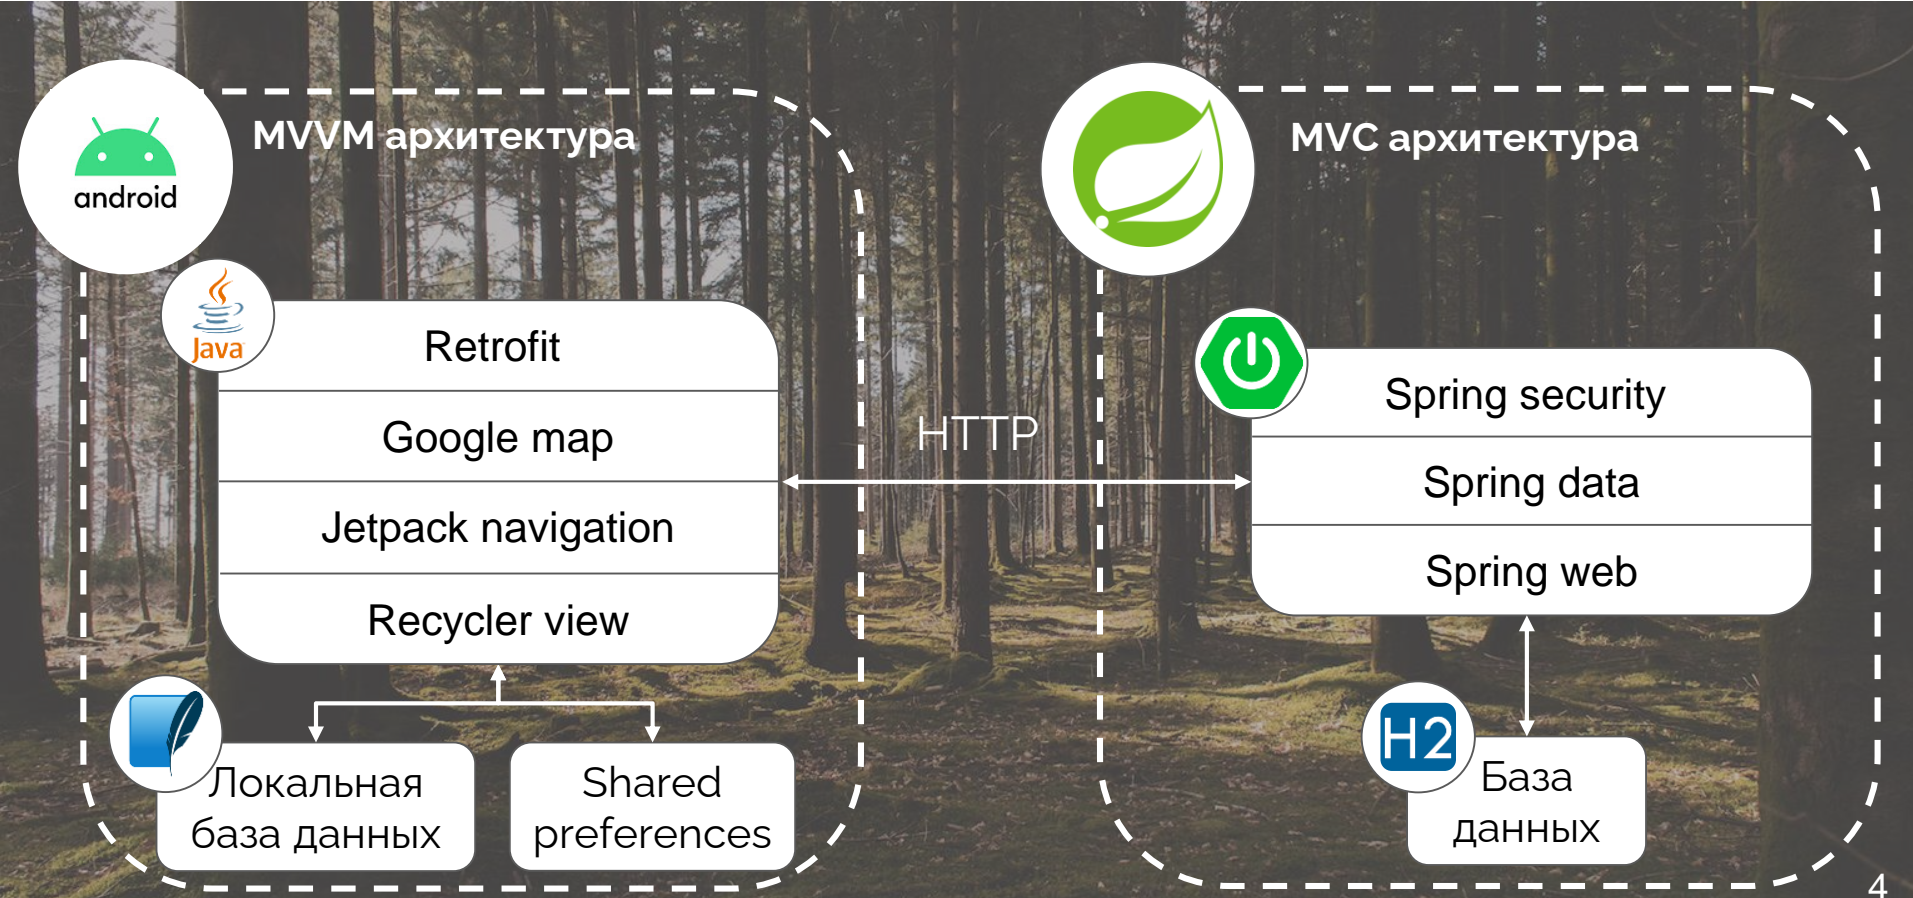 MVVM архитектура
android
Java
Retrofit
Google map
Jetpack navigation
Recycler view
Локальная
база данных
Shared
preferences
HTTP
MVC архитектура
Spring security
Spring data
Spring web
H2
База
данных
4